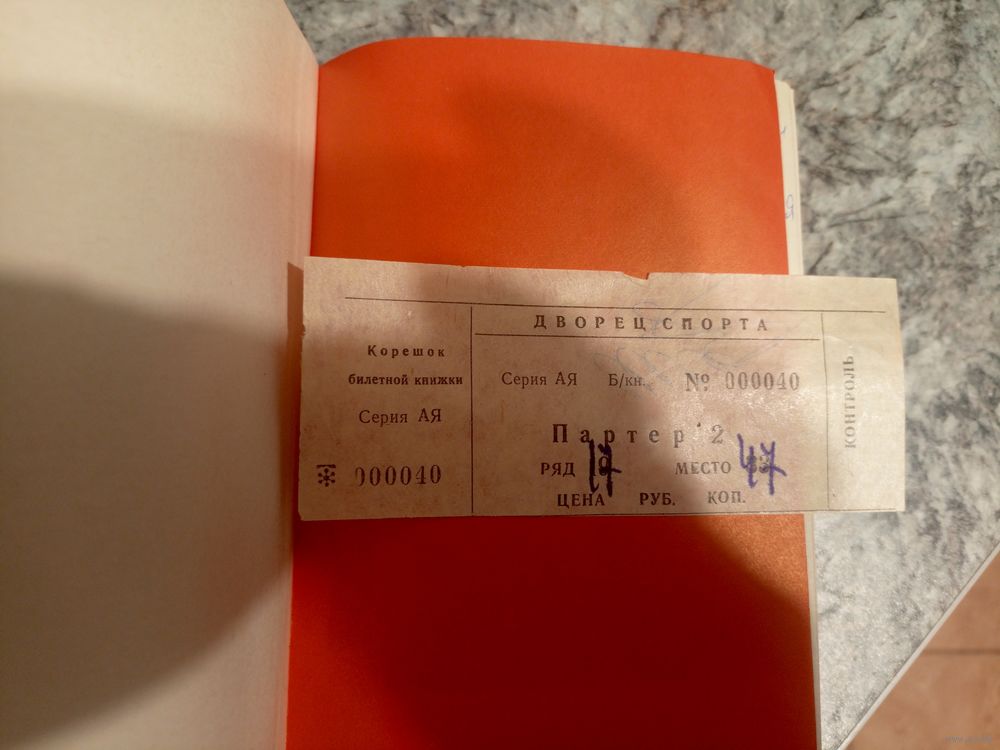 Корешок
билетной книжки
Серия АЯ
000040
ДВОРЕЦ СПОРТА
Серия АЯ Б/кн. № 000040
Партер 2
РЯД 17 МЕСТО 47
ЦЕНА РУБ. КОП.
КОНТРОЛЬ